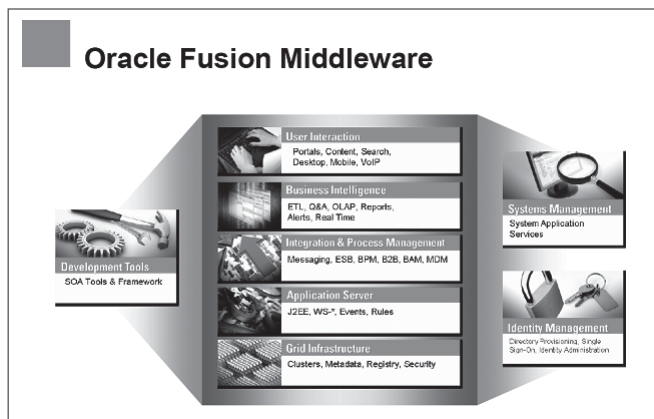 Oracle Fusion Middleware
User Interaction
Portals, Content, Search,
Desktop, Mobile, VoIP
Business Intelligence
ETL, Q&A, OLAP, Reports,
Alerts, Real Time
Integration & Process Management
Messaging, ESB, BPM, B2B, BAM, MDM
Application Server
J2EE, WS-*, Events, Rules
Grid Infrastructure
Clusters, Metadata, Registry, Security
Development Tools
SOA Tools & Framework
Systems Management
System Application
Services
Identity Management
Directory Provisioning, Single
Sign-On, Identity Administration